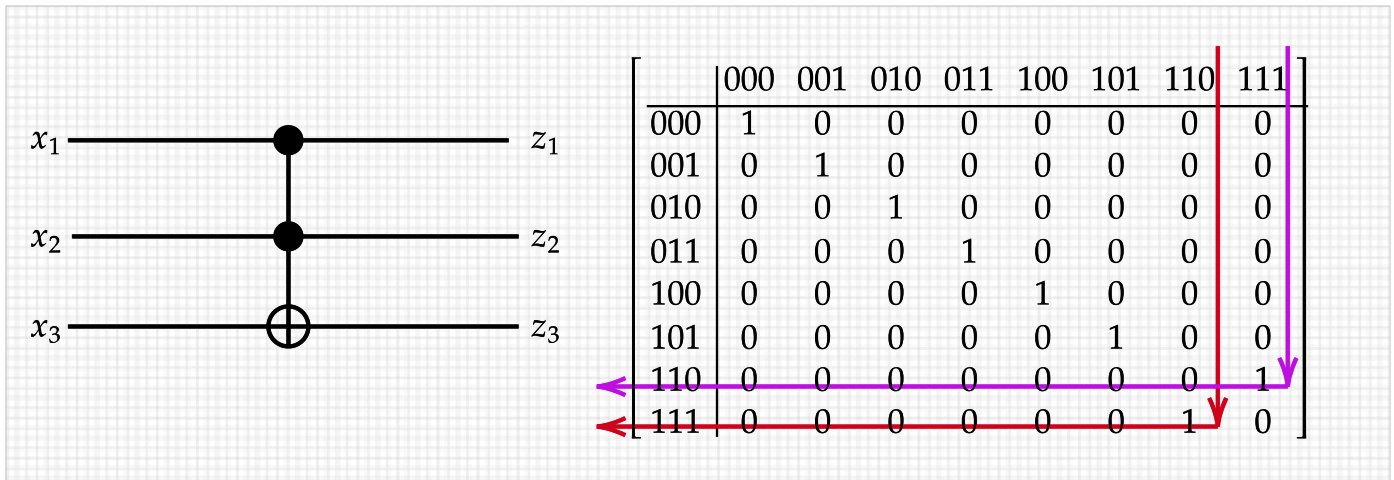 x₁ z₁
x₂ z₂
x₃ z₃
000 001 010 011 100 101 110 111
000 1 0 0 0 0 0 0 0
001 0 1 0 0 0 0 0 0
010 0 0 1 0 0 0 0 0
011 0 0 0 1 0 0 0 0
100 0 0 0 0 1 0 0 0
101 0 0 0 0 0 1 0 0
110 0 0 0 0 0 0 0 1
111 0 0 0 0 0 0 1 0